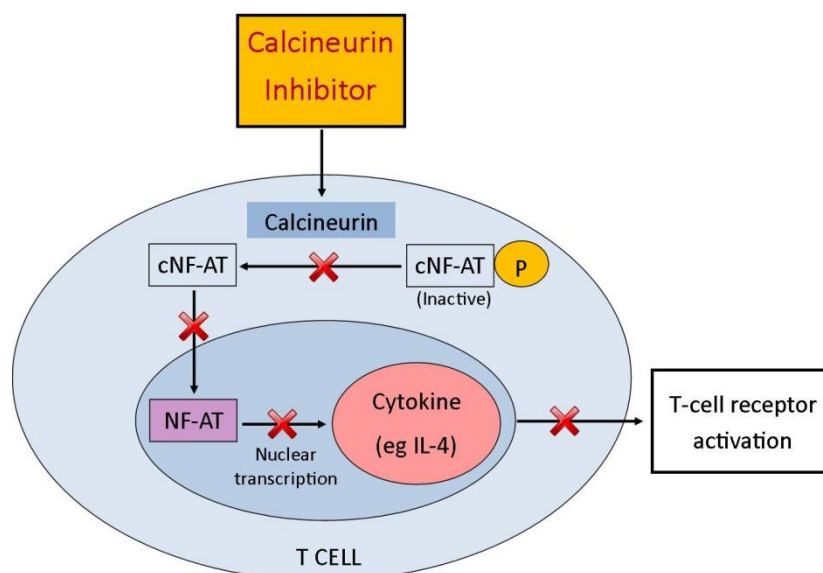 Calcineurin
Inhibitor
Calcineurin
cNF-AT
cNF-AT
P
(Inactive)
NF-AT
Nuclear
transcription
Cytokine
(eg IL-4)
T-cell receptor
activation
T CELL